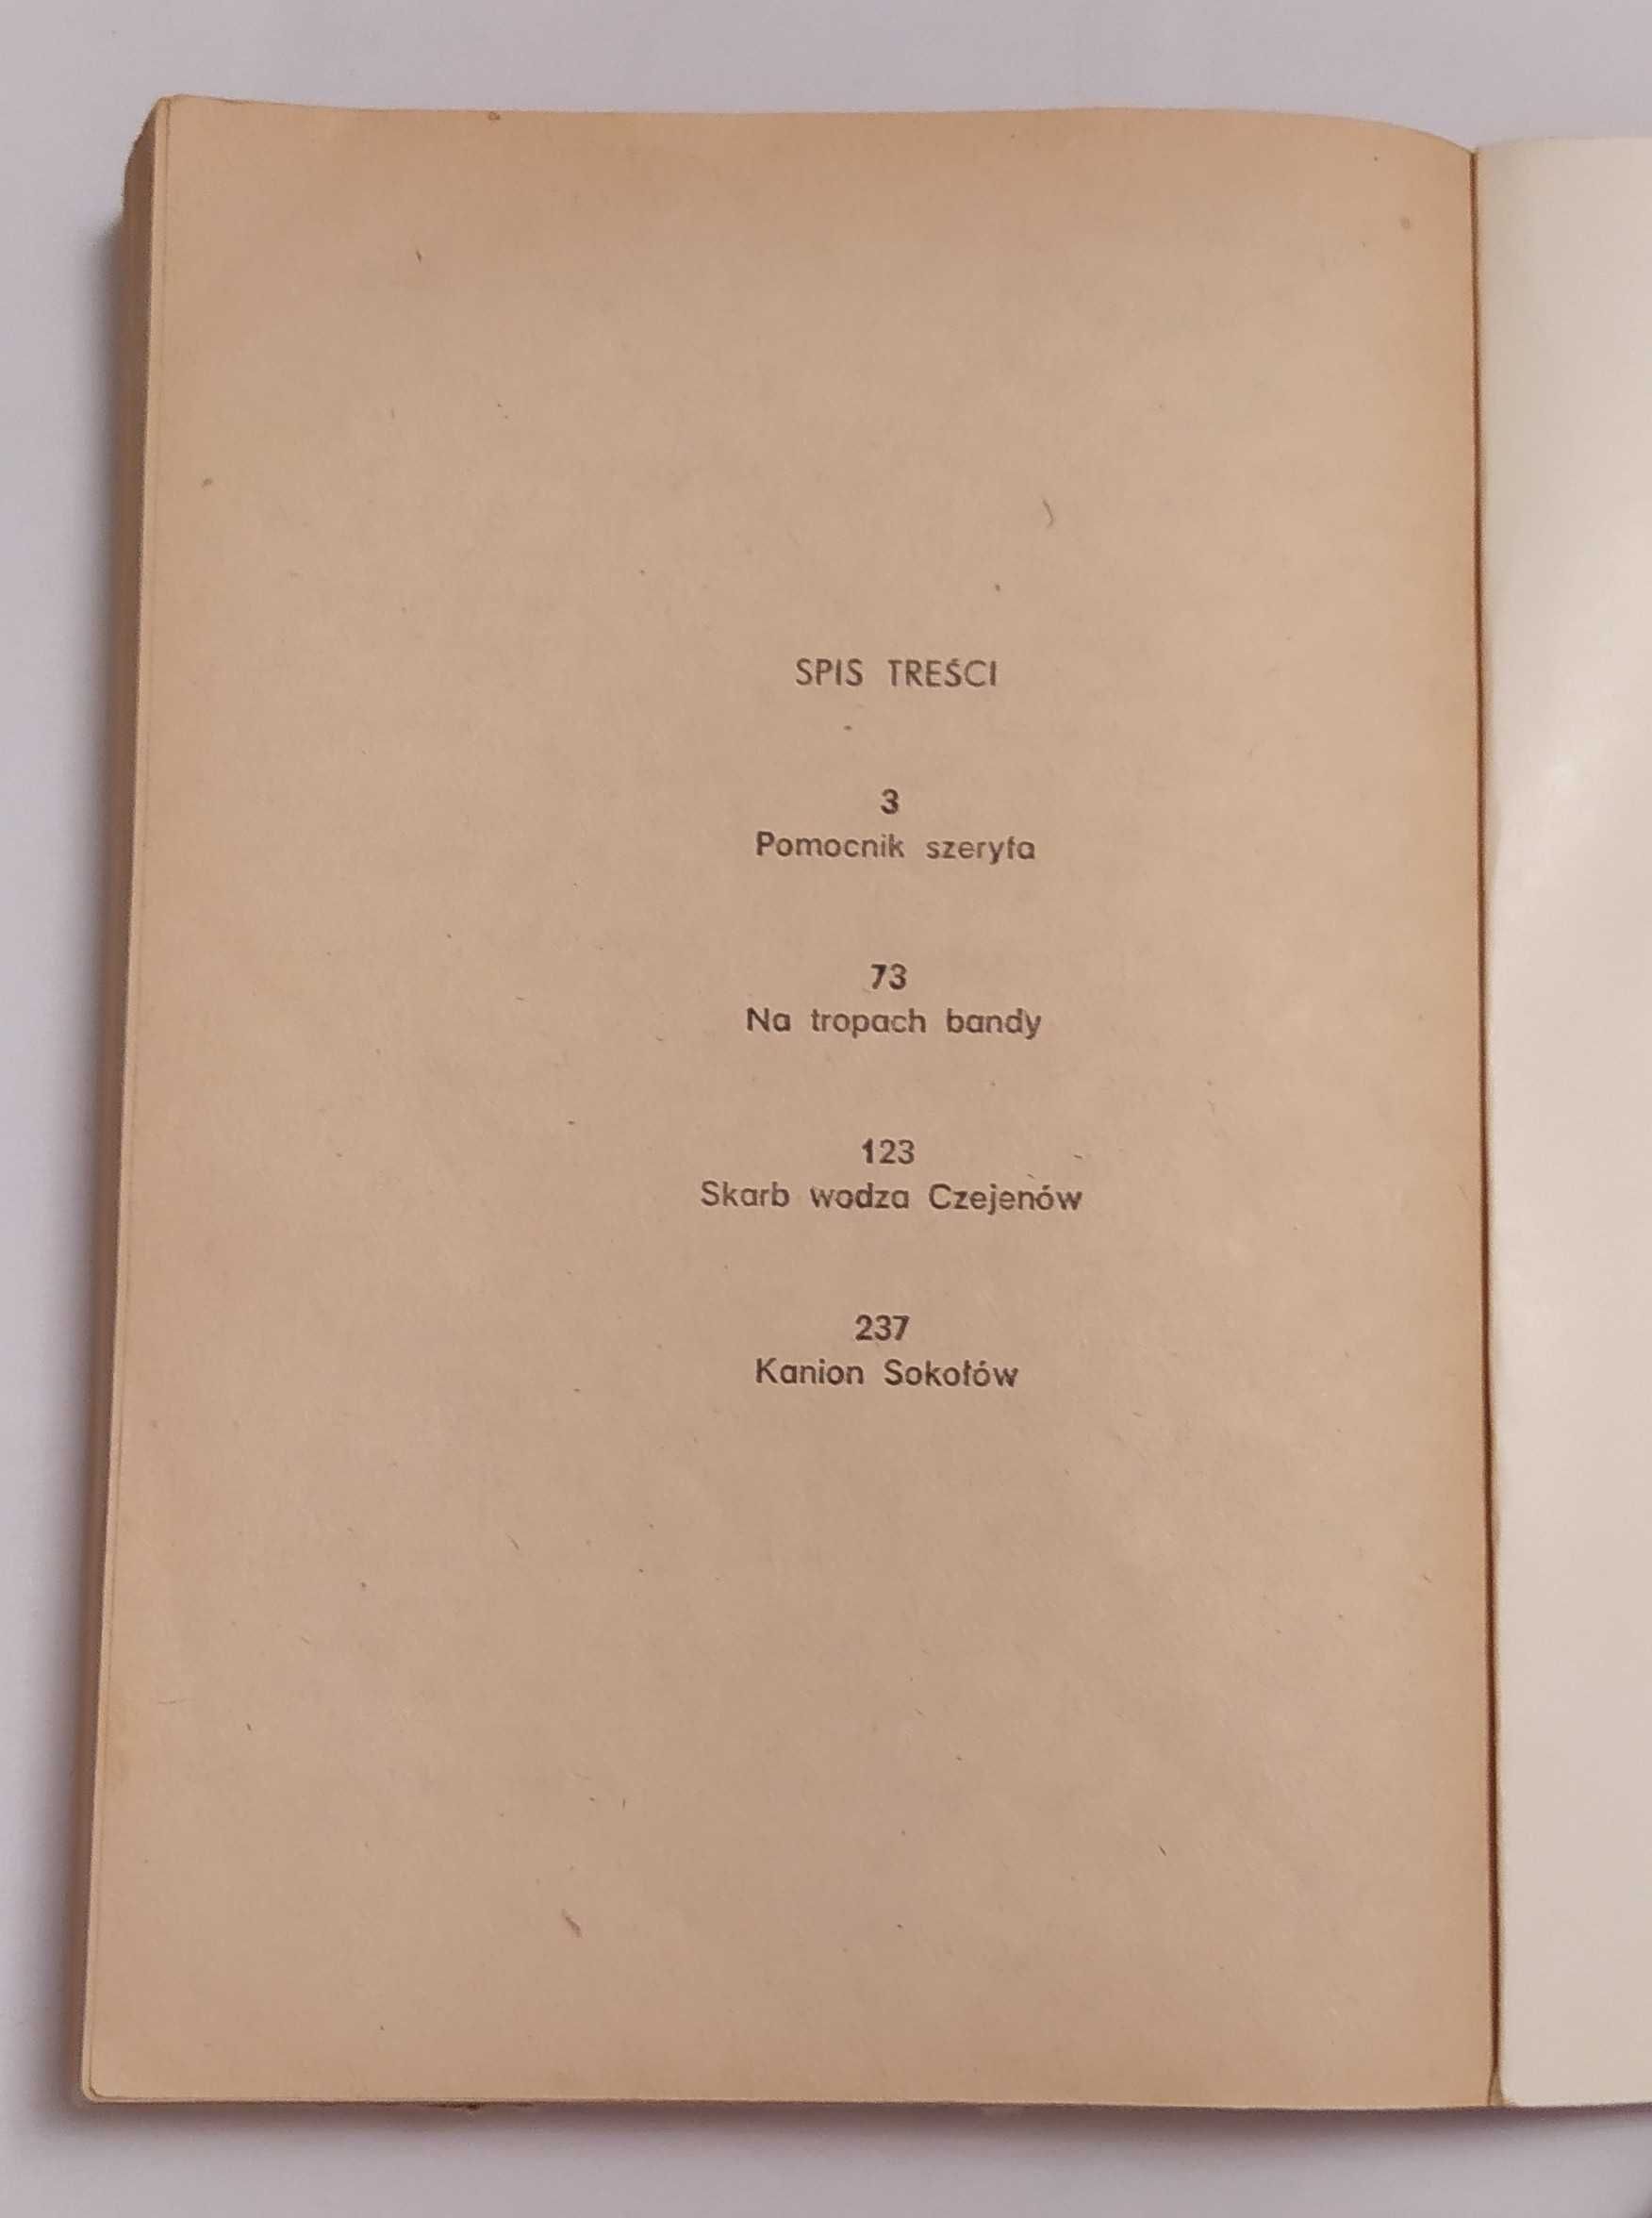 SPIS TREŚCI
3
Pomocnik szeryfa
73
Na tropach bandy
123
Skarb wodza Czejenów
237
Kanion Sokołów